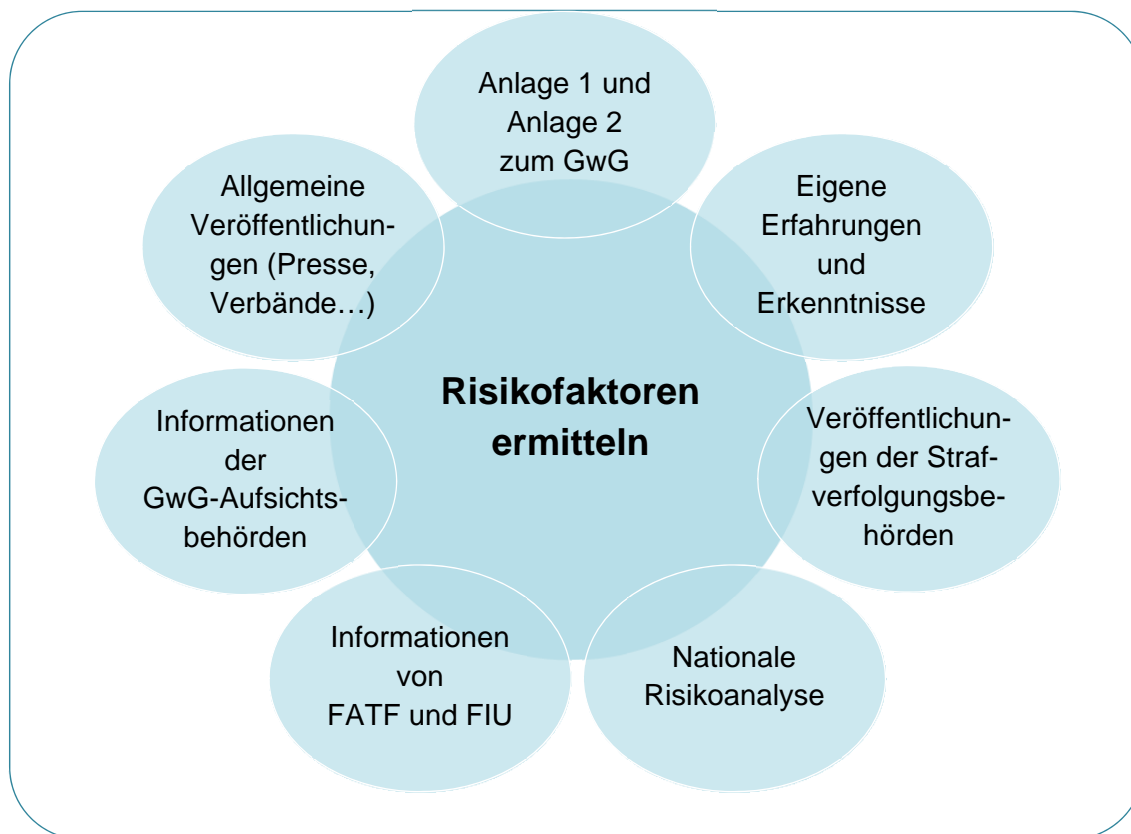 Anlage 1 und
Anlage 2
zum GwG
Allgemeine
Veröffentlichun-
gen (Presse,
Verbände…)
Eigene
Erfahrungen
und
Erkenntnisse
Risikofaktoren
ermitteln
Informationen
der
GwG-Aufsichts-
behörden
Veröffentlichun-
gen der Straf-
verfolgungsbe-
hörden
Informationen
von
FATF und FIU
Nationale
Risikoanalyse